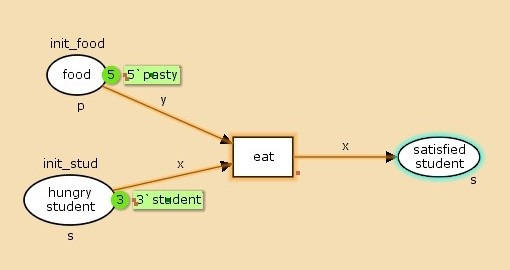 init_food
food
5
5`pasty
p
y
init_stud
hungry
student
3
3`student
s
x
eat
x
satisfied
student
s